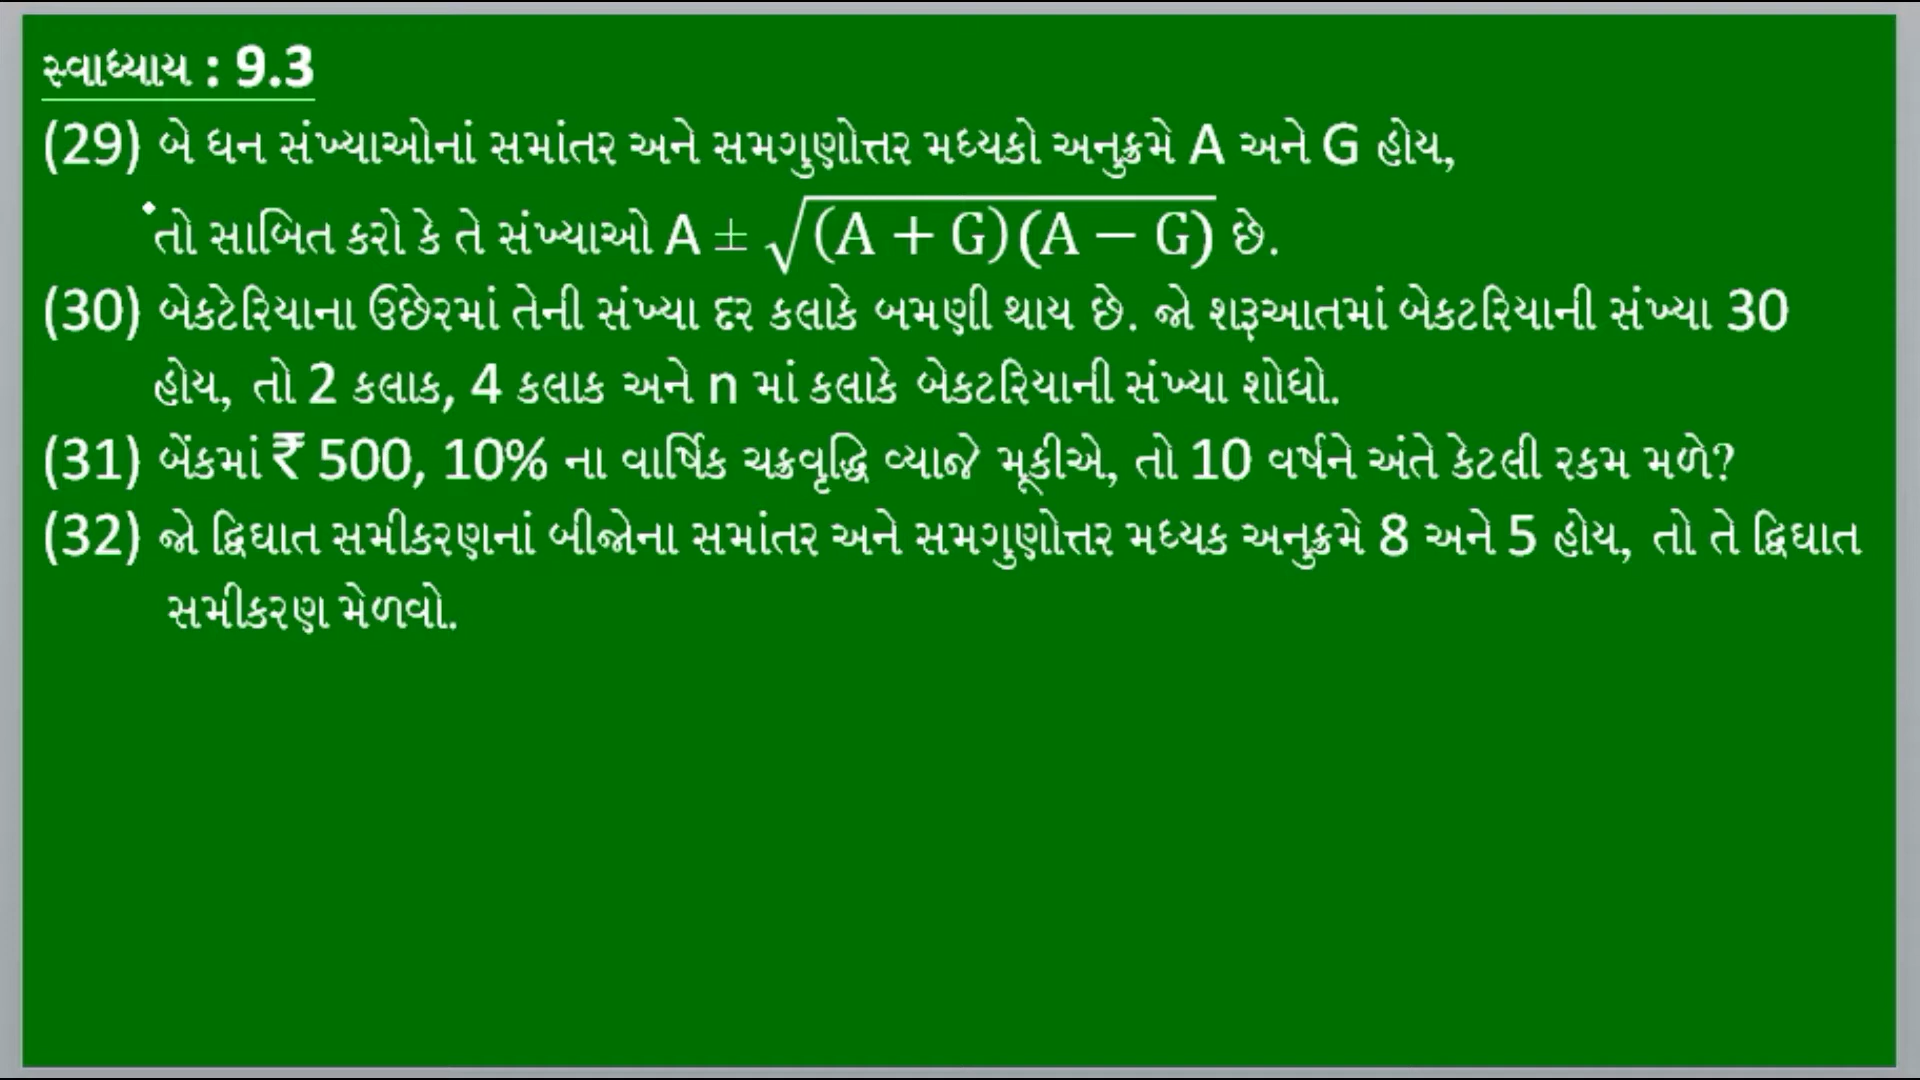 સ્વાધ્યાય : 9.3
(29) બે ધન સંખ્યાઓનાં સમાંતર અને સમગુણોત્તર મધ્યકો અનુક્રમે A અને G હોય,
તો સાબિત કરો કે તે સંખ્યાઓ A ± √(A + G)(A − G) છે.
(30) બેકટેરિયાના ઉછેરમાં તેની સંખ્યા દર કલાકે બમણી થાય છે. જો શરૂઆતમાં બેકટરિયાની સંખ્યા 30
હોય, તો 2 કલાક, 4 કલાક અને n માં કલાકે બેકટરિયાની સંખ્યા શોધો.
(31) બેંકમાં ₹ 500, 10% ના વાર્ષિક ચક્રવૃદ્ધિ વ્યાજે મૂકીએ, તો 10 વર્ષને અંતે કેટલી રકમ મળે?
(32) જો દ્વિઘાત સમીકરણનાં બીજોના સમાંતર અને સમગુણોત્તર મધ્યક અનુક્રમે 8 અને 5 હોય, તો તે દ્વિઘાત
સમીકરણ મેળવો.